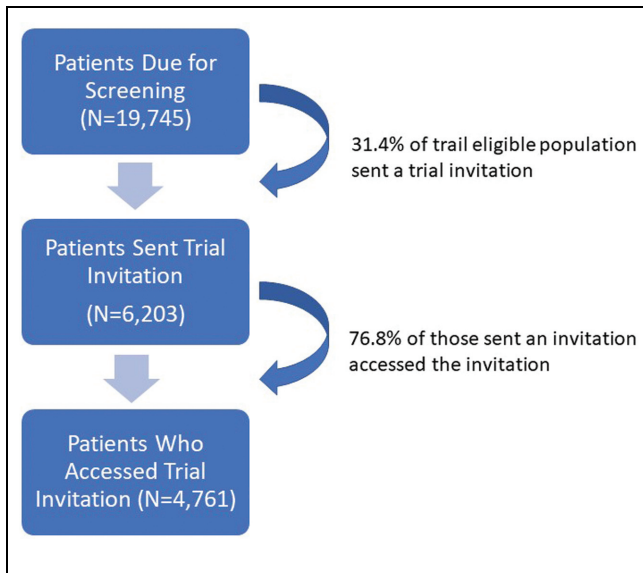 Patients Due for
Screening
(N=19,745)
31.4% of trail eligible population
sent a trial invitation
Patients Sent Trial
Invitation
(N=6,203)
76.8% of those sent an invitation
accessed the invitation
Patients Who
Accessed Trial
Invitation (N=4,761)